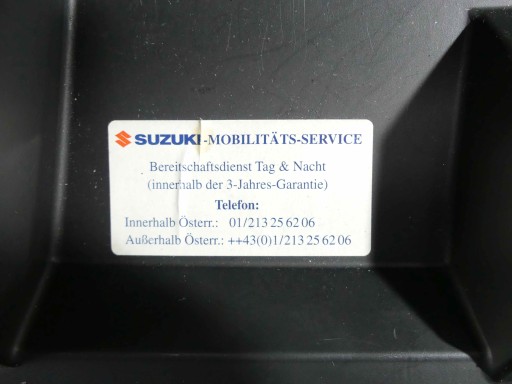 SUZUKI-MOBILITÄTS-SERVICE
Bereitschaftsdienst Tag & Nacht
(innerhalb der 3-Jahres-Garantie)
Telefon:
Innerhalb Österr.: 01/213 25 62 06
Außerhalb Österr.: ++43(0)1/213 25 62 06